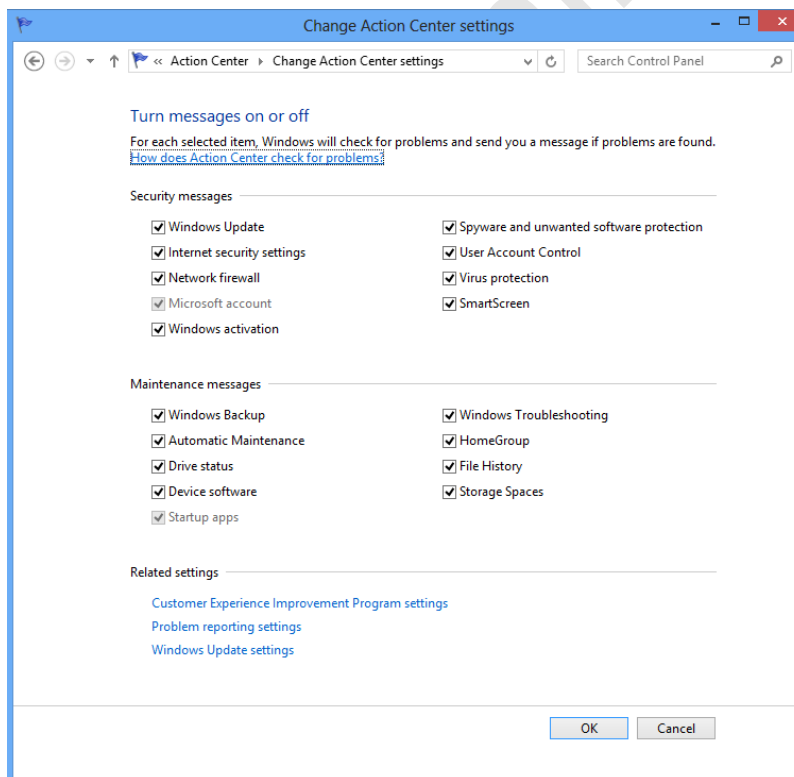 Change Action Center settings
« Action Center Change Action Center settings
Search Control Panel
Turn messages on or off
For each selected item, Windows will check for problems and send you a message if problems are found.
How does Action Center check for problems?
Security messages
Windows Update
Spyware and unwanted software protection
Internet security settings
User Account Control
Network firewall
Virus protection
Microsoft account
SmartScreen
Windows activation
Maintenance messages
Windows Backup
Windows Troubleshooting
Automatic Maintenance
HomeGroup
Drive status
File History
Device software
Storage Spaces
Startup apps
Related settings
Customer Experience Improvement Program settings
Problem reporting settings
Windows Update settings
OK
Cancel